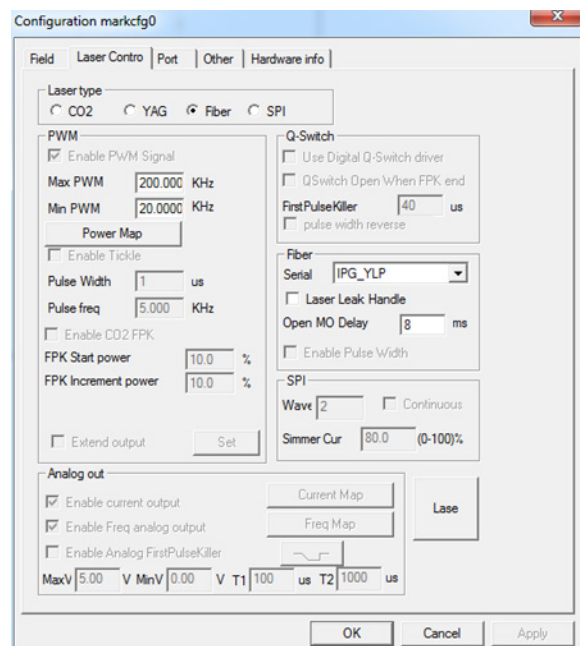 Configuration markcfg0
Field Laser Contro Port Other Hardware info
Laser type
CO2 YAG Fiber SPI
PWM
Enable PWM Signal
Max PWM 200.000 KHz
Min PWM 20.0000 KHz
Power Map
Enable Tickle
Pulse Width 1 us
Pulse freq 5.000 KHz
Enable CO2 FPK
FPK Start power 10.0 %
FPK Increment power 10.0 %
Extend output Set
Q-Switch
Use Digital Q-Switch driver
QSwitch Open When FPK end
FirstPulseKiller 40 us
pulse width reverse
Fiber
Serial IPG_YLP
Laser Leak Handle
Open MO Delay 8 ms
Enable Pulse Width
SPI
Wave 2 Continuous
Simmer Cur 80.0 (0-100)%
Analog out
Enable current output Current Map
Enable Freq analog output Freq Map
Enable Analog FirstPulseKiller
MaxV 5.00 V MinV 0.00 V T1 100 us T2 1000 us
Lase
OK Cancel Apply